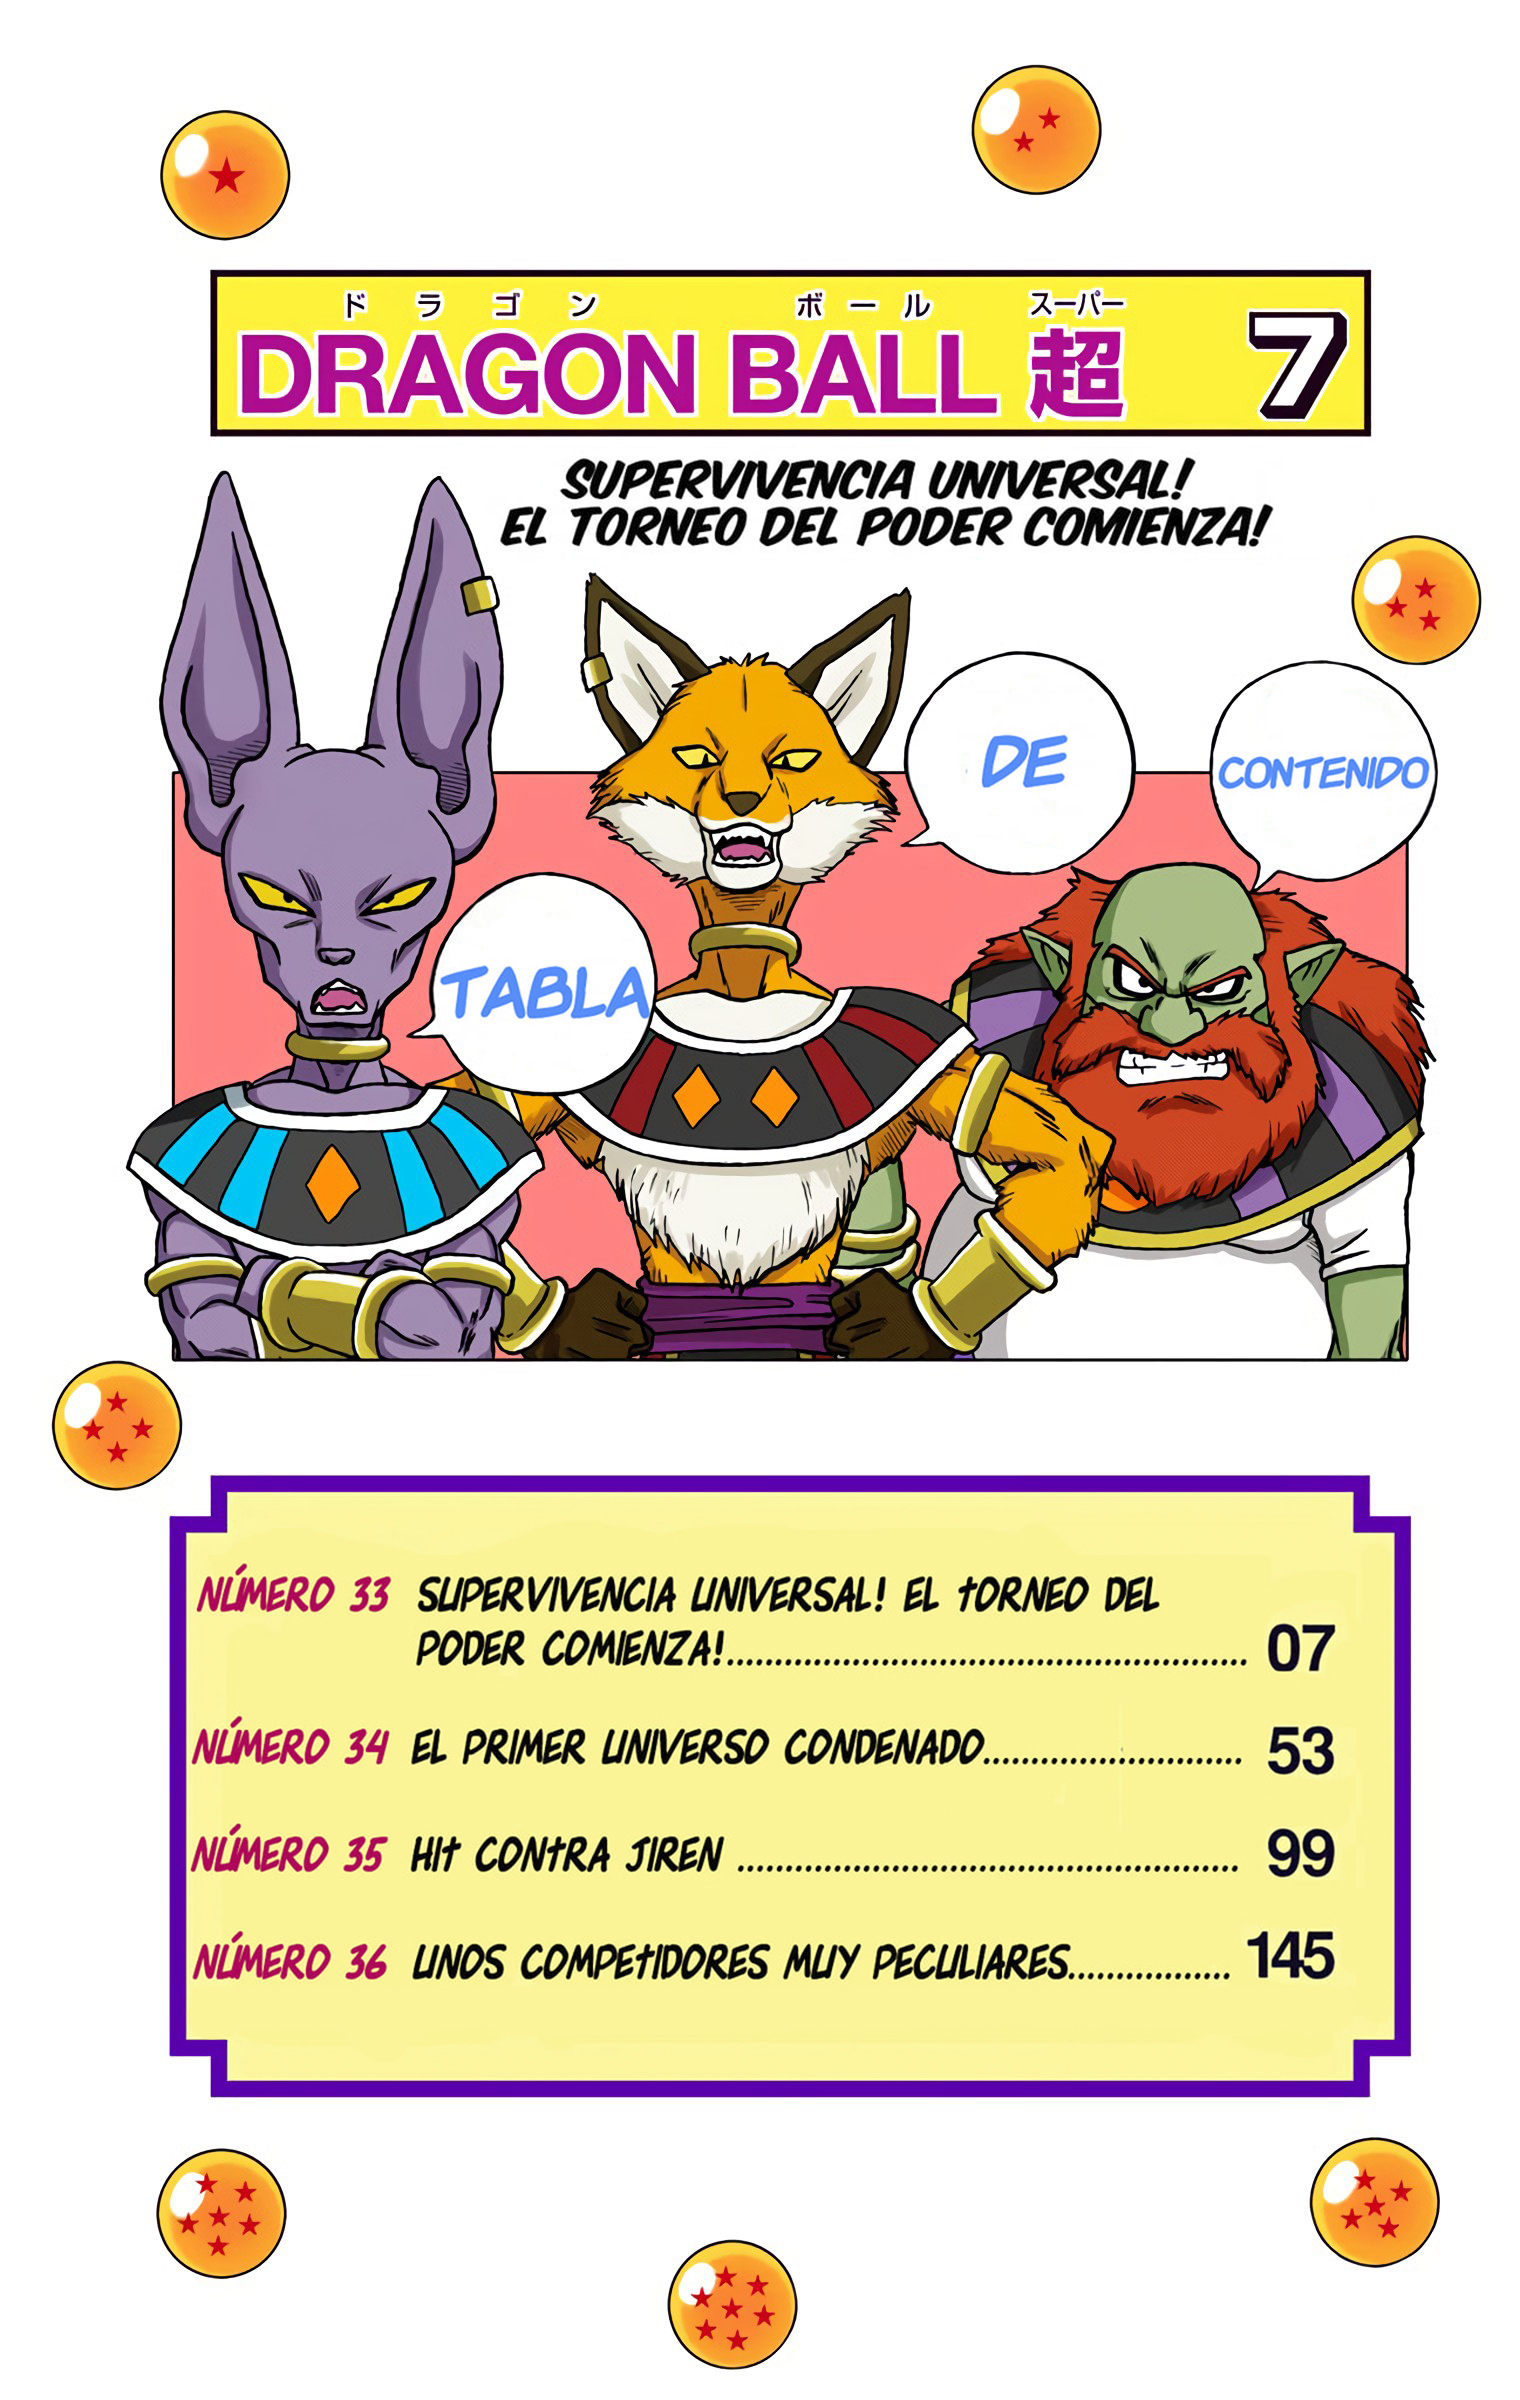 ドラゴン ボール スーパー
DRAGON BALL 超 7
SUPERVIVENCIA UNIVERSAL!
EL TORNEO DEL PODER COMIENZA!
TABLA
DE
CONTENIDO
NÚMERO 33 SUPERVIVENCIA UNIVERSAL! EL TORNEO DEL
PODER COMIENZA!.......................................................... 07
NÚMERO 34 EL PRIMER UNIVERSO CONDENADO........................... 53
NÚMERO 35 HIT CONTRA JIREN .................................................... 99
NÚMERO 36 UNOS COMPETIDORES MUY PECULIARES................. 145